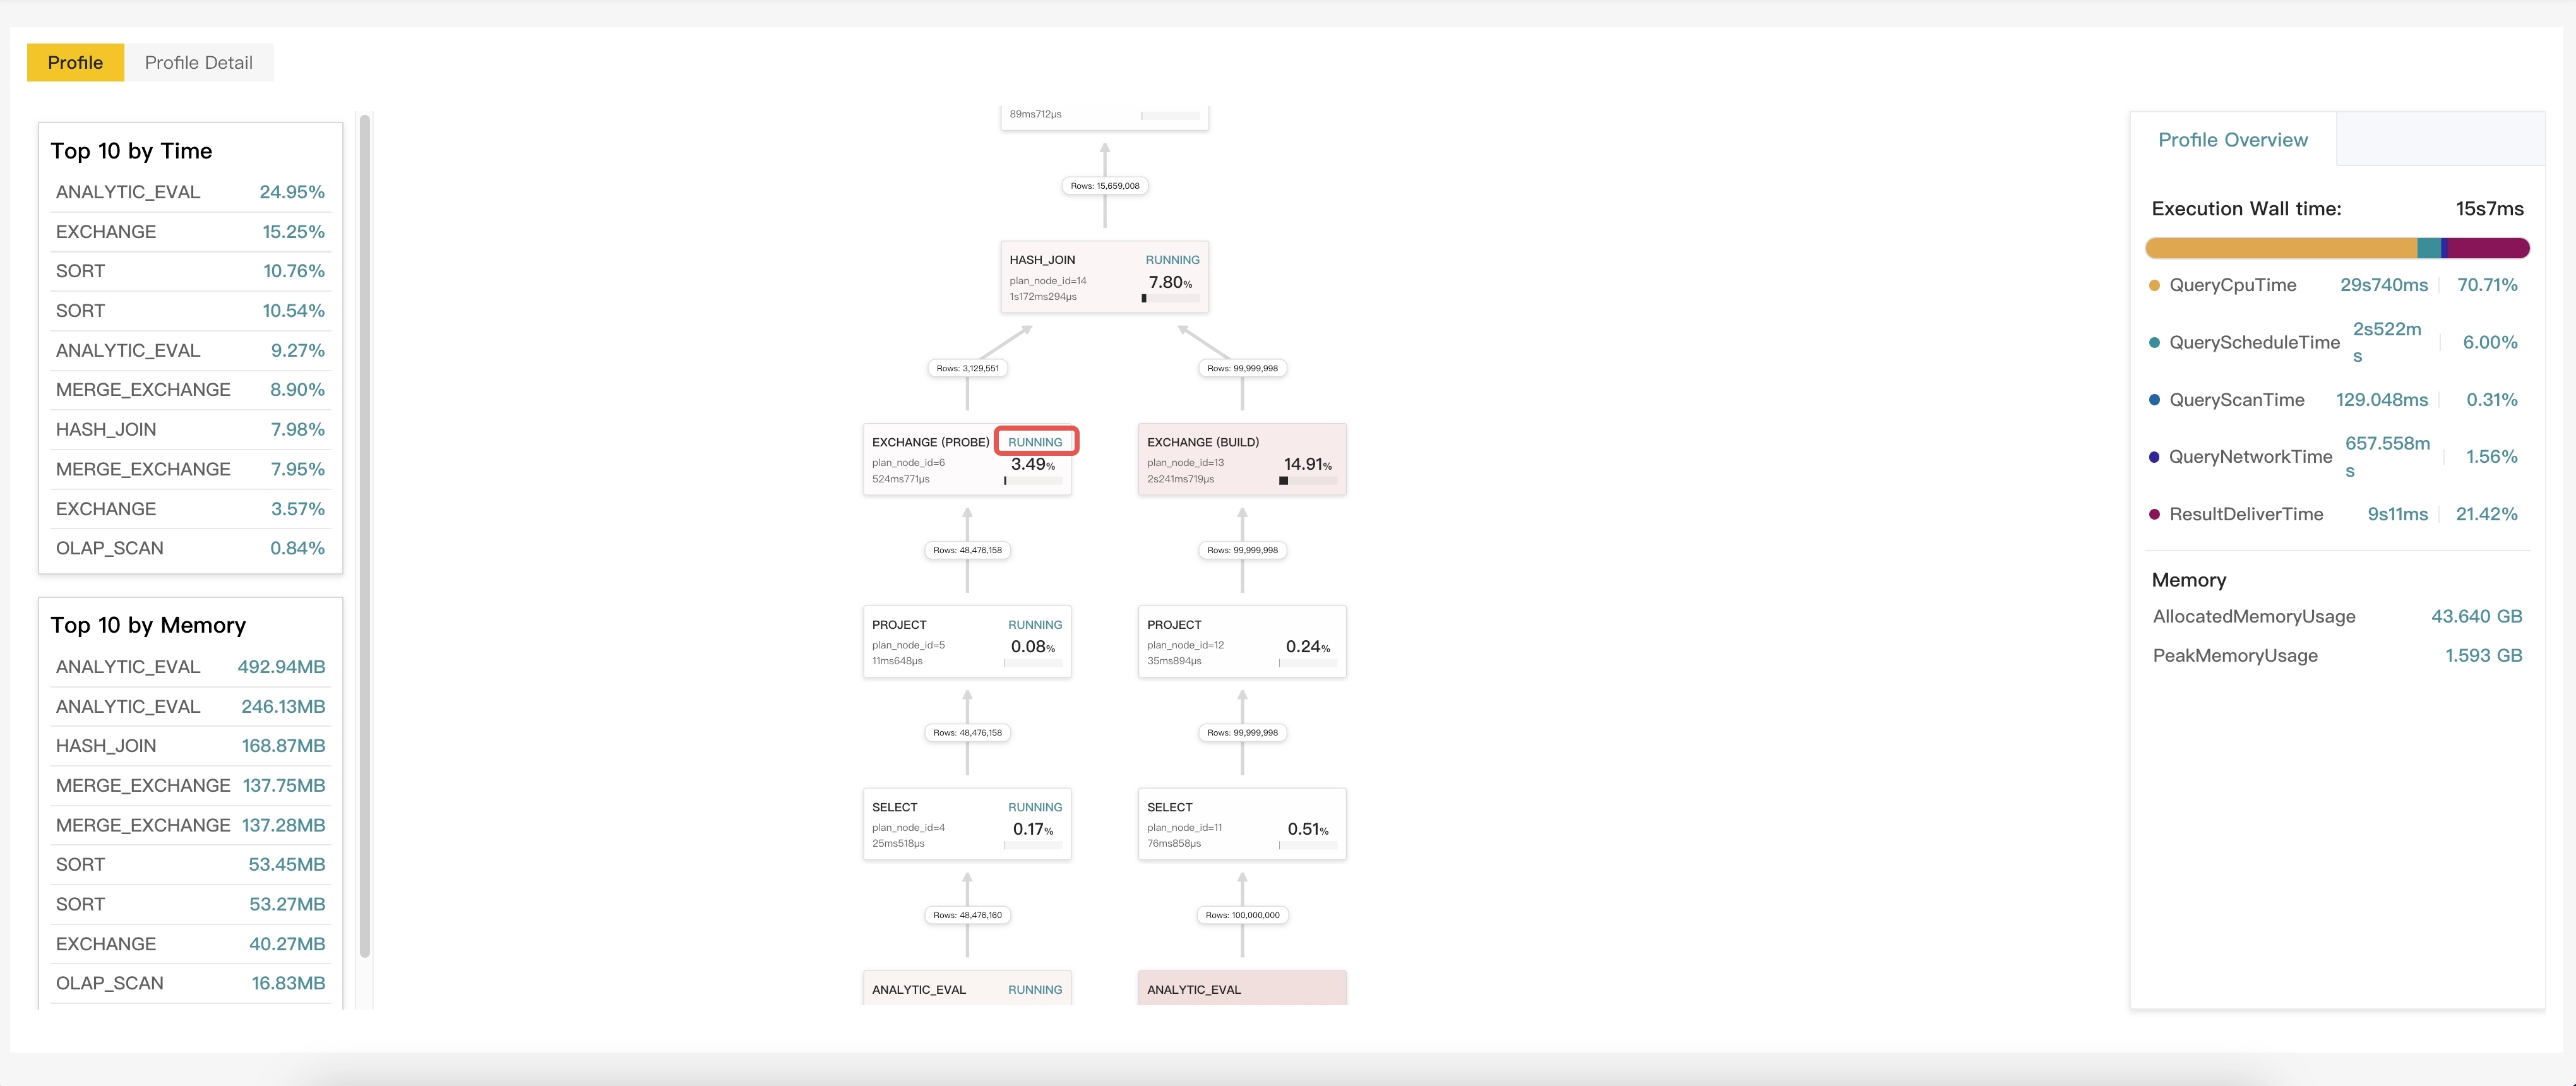 Profile
Profile Detail
Top 10 by Time
ANALYTIC_EVAL 24.95%
EXCHANGE 15.25%
SORT 10.76%
SORT 10.54%
ANALYTIC_EVAL 9.27%
MERGE_EXCHANGE 8.90%
HASH_JOIN 7.98%
MERGE_EXCHANGE 7.95%
EXCHANGE 3.57%
OLAP_SCAN 0.84%
Top 10 by Memory
ANALYTIC_EVAL 492.94MB
ANALYTIC_EVAL 246.13MB
HASH_JOIN 168.87MB
MERGE_EXCHANGE 137.75MB
MERGE_EXCHANGE 137.28MB
SORT 53.45MB
SORT 53.27MB
EXCHANGE 40.27MB
OLAP_SCAN 16.83MB
89ms712μs
Rows: 15,659,008
HASH_JOIN RUNNING
plan_node_id=14
7.80%
1s172ms294μs
Rows: 3,129,551
Rows: 99,999,998
EXCHANGE (PROBE) RUNNING
plan_node_id=6
3.49%
524ms771μs
EXCHANGE (BUILD)
plan_node_id=13
14.91%
2s241ms719μs
Rows: 48,476,158
Rows: 99,999,998
PROJECT RUNNING
plan_node_id=5
0.08%
11ms648μs
PROJECT
plan_node_id=12
0.24%
35ms894μs
Rows: 48,476,158
Rows: 99,999,998
SELECT RUNNING
plan_node_id=4
0.17%
25ms518μs
SELECT
plan_node_id=11
0.51%
76ms858μs
Rows: 48,476,160
Rows: 100,000,000
ANALYTIC_EVAL RUNNING
ANALYTIC_EVAL
Profile Overview
Execution Wall time: 15s7ms
QueryCpuTime 29s740ms 70.71%
QueryScheduleTime 2s522m
s 6.00%
QueryScanTime 129.048ms 0.31%
QueryNetworkTime 657.558m
s 1.56%
ResultDeliverTime 9s11ms 21.42%
Memory
AllocatedMemoryUsage 43.640 GB
PeakMemoryUsage 1.593 GB